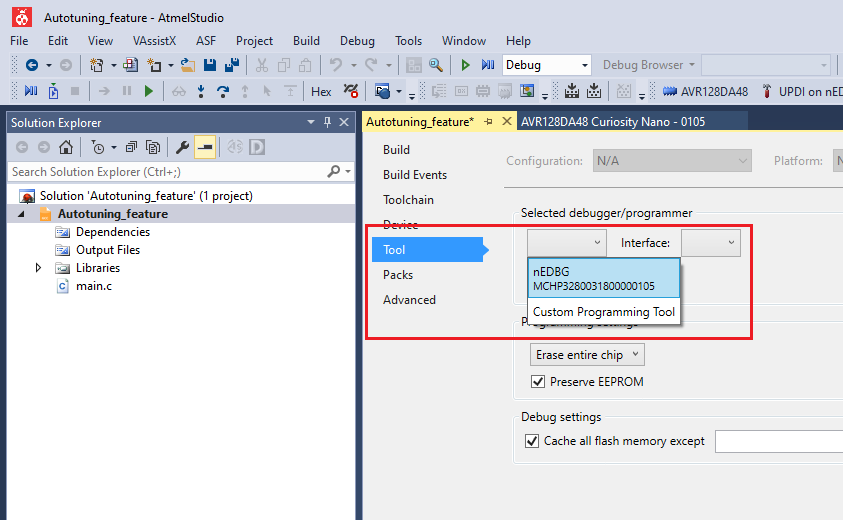 Autotuning_feature - AtmelStudio
File Edit View VAssistX ASF Project Build Debug Tools Window Help
Debug Debug Browser
Hex AVR128DA48 UPDI on nED
Solution Explorer
Autotuning_feature* AVR128DA48 Curiosity Nano - 0105
Search Solution Explorer (Ctrl+;)
Solution 'Autotuning_feature' (1 project)
Autotuning_feature
Dependencies
Output Files
Libraries
main.c
Build
Build Events
Toolchain
Device
Tool
Packs
Advanced
Configuration: N/A Platform: N
Selected debugger/programmer
Interface:
nEDBG
MCHP3280031800000105
Custom Programming Tool
Programming settings
Erase entire chip
Preserve EEPROM
Debug settings
Cache all flash memory except